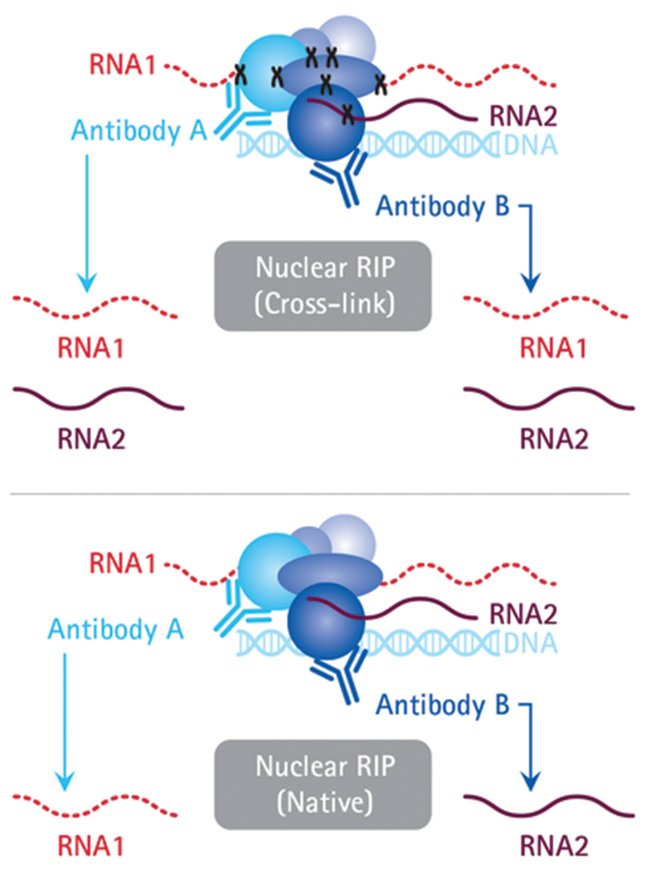 RNA1
RNA2
Antibody A
DNA
Antibody B
Nuclear RIP
(Cross-link)
RNA1
RNA1
RNA2
RNA2
RNA1
RNA2
Antibody A
DNA
Antibody B
Nuclear RIP
(Native)
RNA1
RNA2